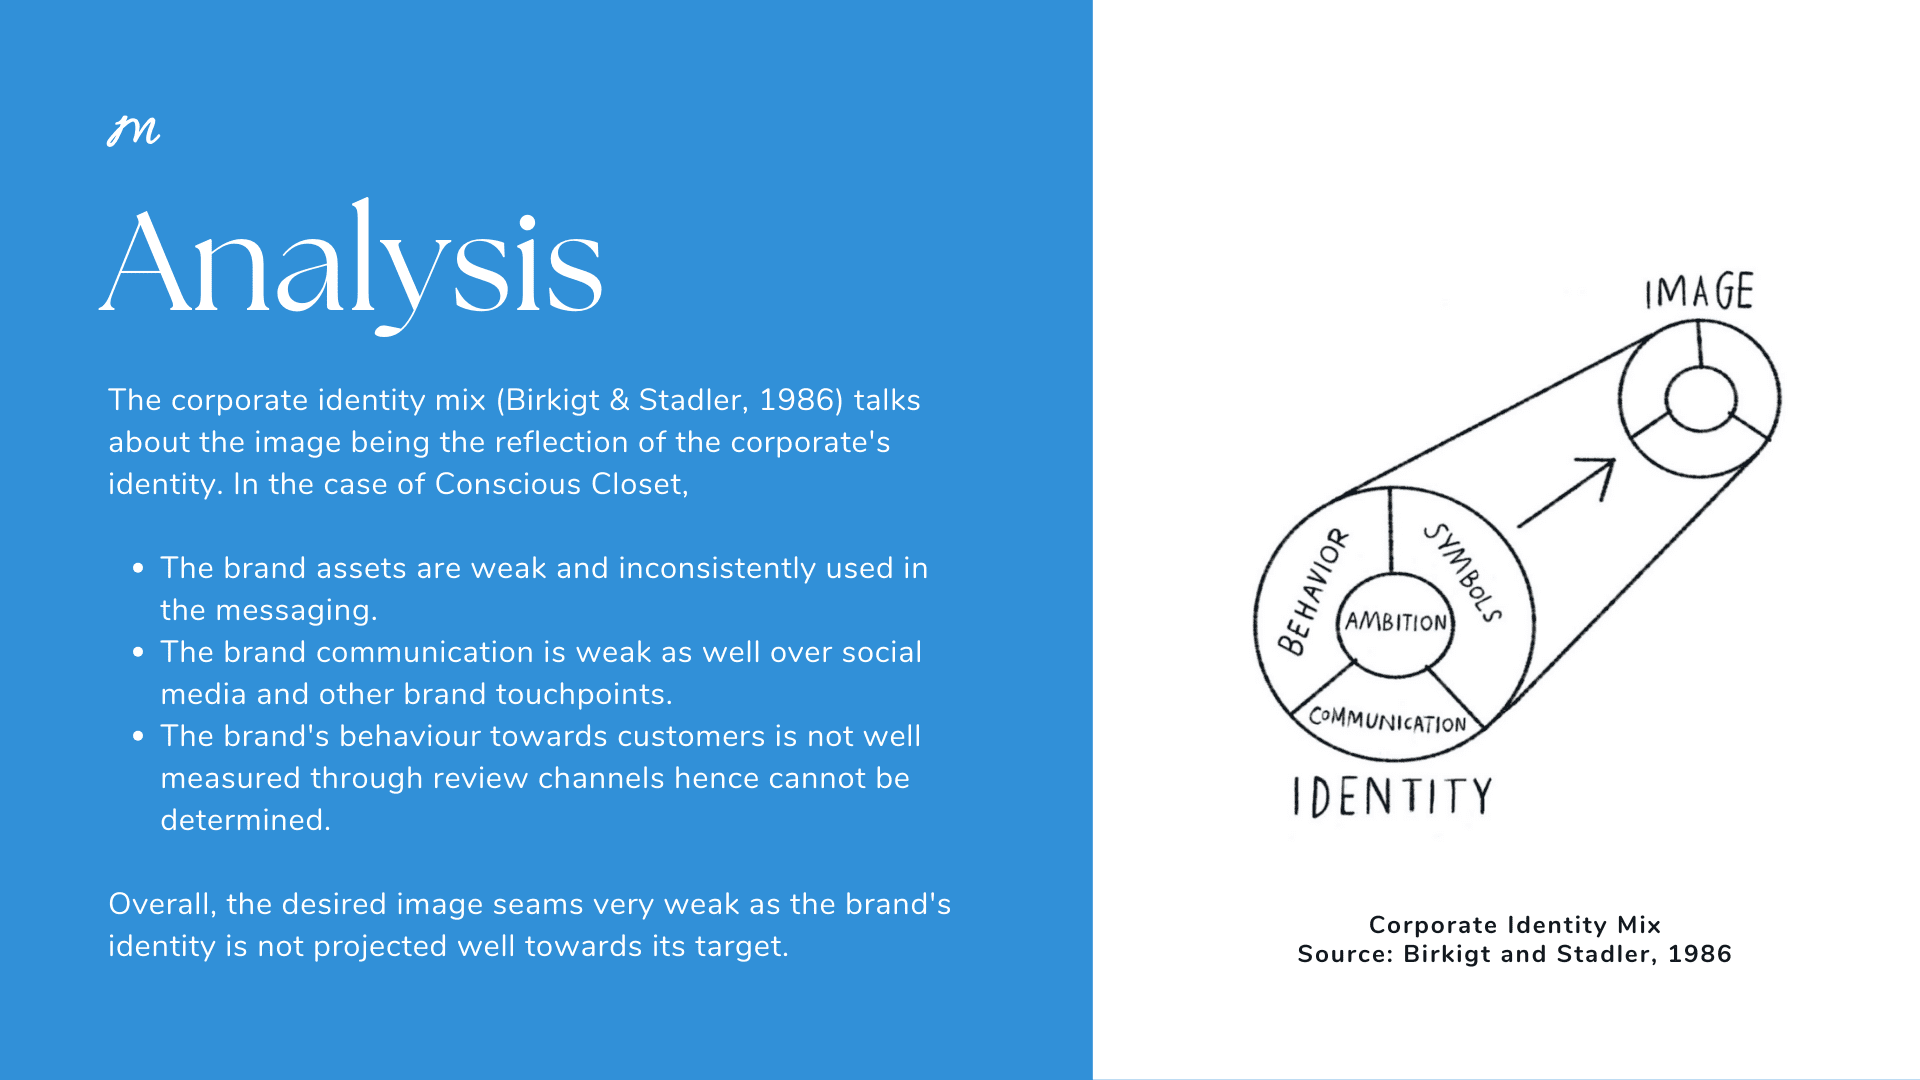 m
Analysis
The corporate identity mix (Birkigt & Stadler, 1986) talks
about the image being the reflection of the corporate's
identity. In the case of Conscious Closet,
• The brand assets are weak and inconsistently used in
the messaging.
• The brand communication is weak as well over social
media and other brand touchpoints.
• The brand's behaviour towards customers is not well
measured through review channels hence cannot be
determined.
Overall, the desired image seams very weak as the brand's
identity is not projected well towards its target.
IMAGE
BEHAVIOR
SYMBOLS
AMBITION
COMMUNICATION
IDENTITY
Corporate Identity Mix
Source: Birkigt and Stadler, 1986